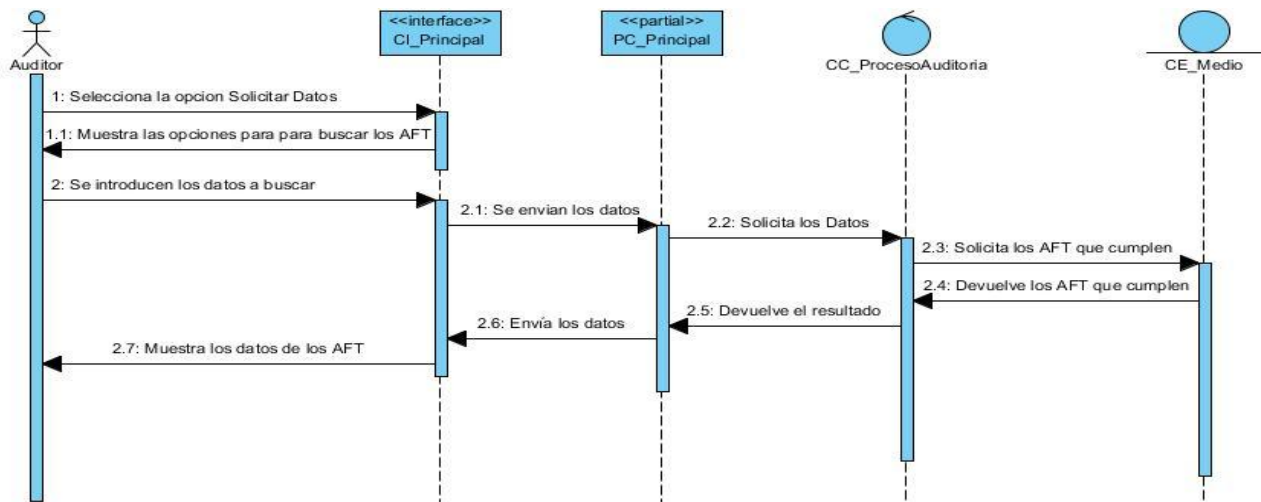 <<interface>>
CI_Principal
<<partial>>
PC_Principal
Auditor
CC_ProcesoAuditoria
CE_Medio
1: Selecciona la opcion Solicitar Datos
1.1: Muestra las opciones para para buscar los AFT
2: Se introducen los datos a buscar
2.1: Se envian los datos
2.2: Solicita los Datos
2.3: Solicita los AFT que cumplen
2.4: Devuelve los AFT que cumplen
2.5: Devuelve el resultado
2.6: Envía los datos
2.7: Muestra los datos de los AFT